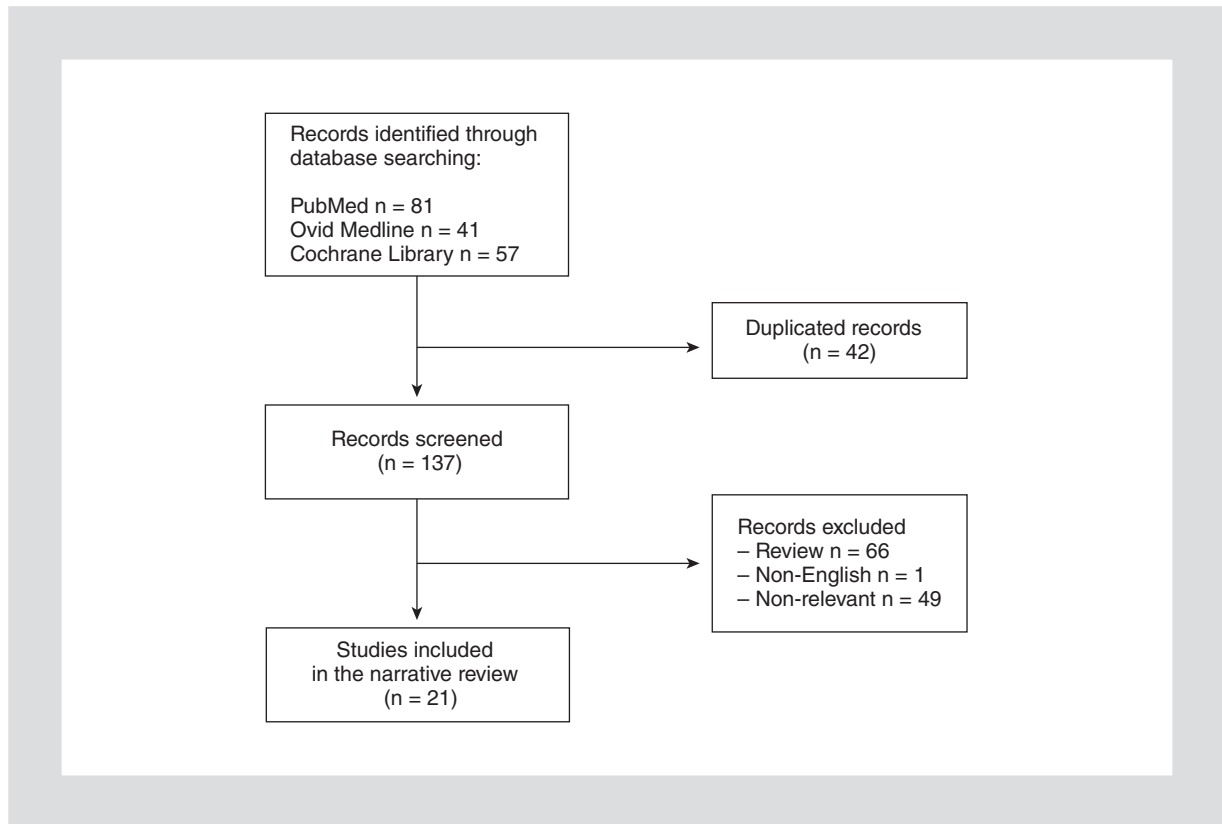 Records identified through
database searching:
PubMed n = 81
Ovid Medline n = 41
Cochrane Library n = 57
Duplicated records
(n = 42)
Records screened
(n = 137)
Records excluded
– Review n = 66
– Non-English n = 1
– Non-relevant n = 49
Studies included
in the narrative review
(n = 21)